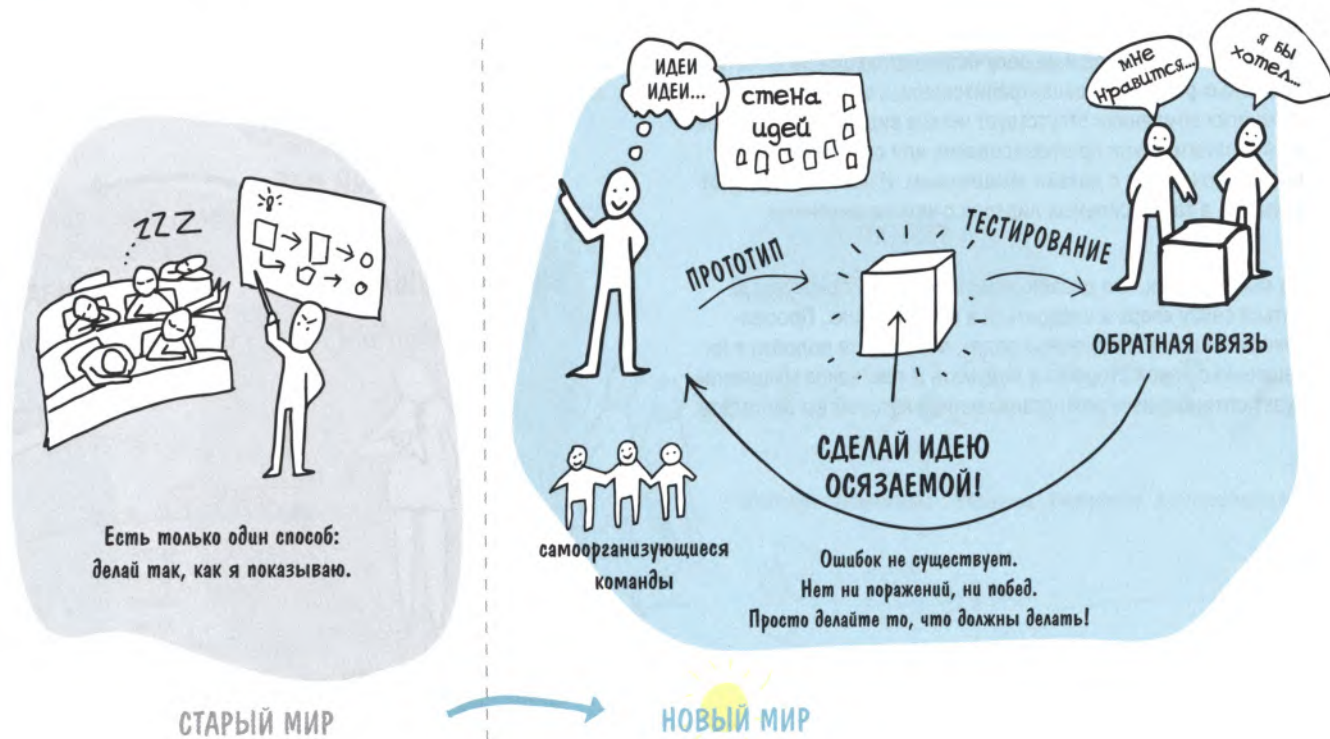 ZZZ
Есть только один способ:
делай так, как я показываю.
СТАРЫЙ МИР
ИДЕИ
ИДЕИ...
стена
идей
мне
нравится...
я бы
хотел...
ПРОТОТИП
ТЕСТИРОВАНИЕ
ОБРАТНАЯ СВЯЗЬ
СДЕЛАЙ ИДЕЮ
ОСЯЗАЕМОЙ!
самоорганизующиеся
команды
Ошибок не существует.
Нет ни поражений, ни побед.
Просто делайте то, что должны делать!
НОВЫЙ МИР